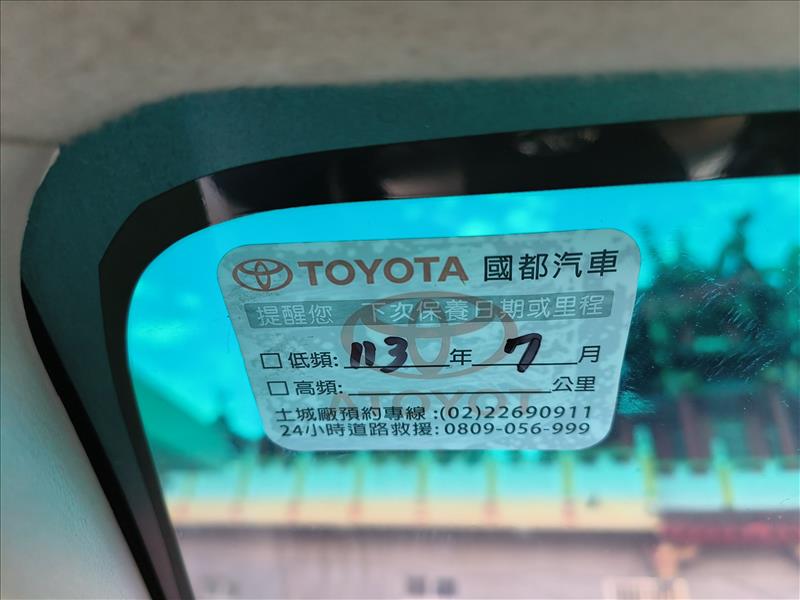 TOYOTA 國都汽車
提醒您 下次保養日期或里程
□低頻: 113 年 7 月
□高頻: 公里
土城廠預約專線:(02)22690911
24小時道路救援: 0809-056-999